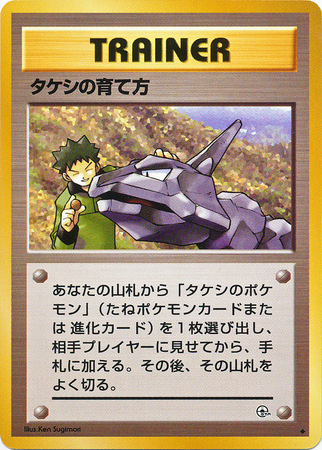 TRAINER
タケシの育て方
あなたの山札から「タケシのポケ
モン」(たねポケモンカードまた
は 進化カード)を1枚選び出し、
相手プレイヤーに見せてから、手
札に加える。その後、その山札を
よく切る。
Illus.Ken Sugimori